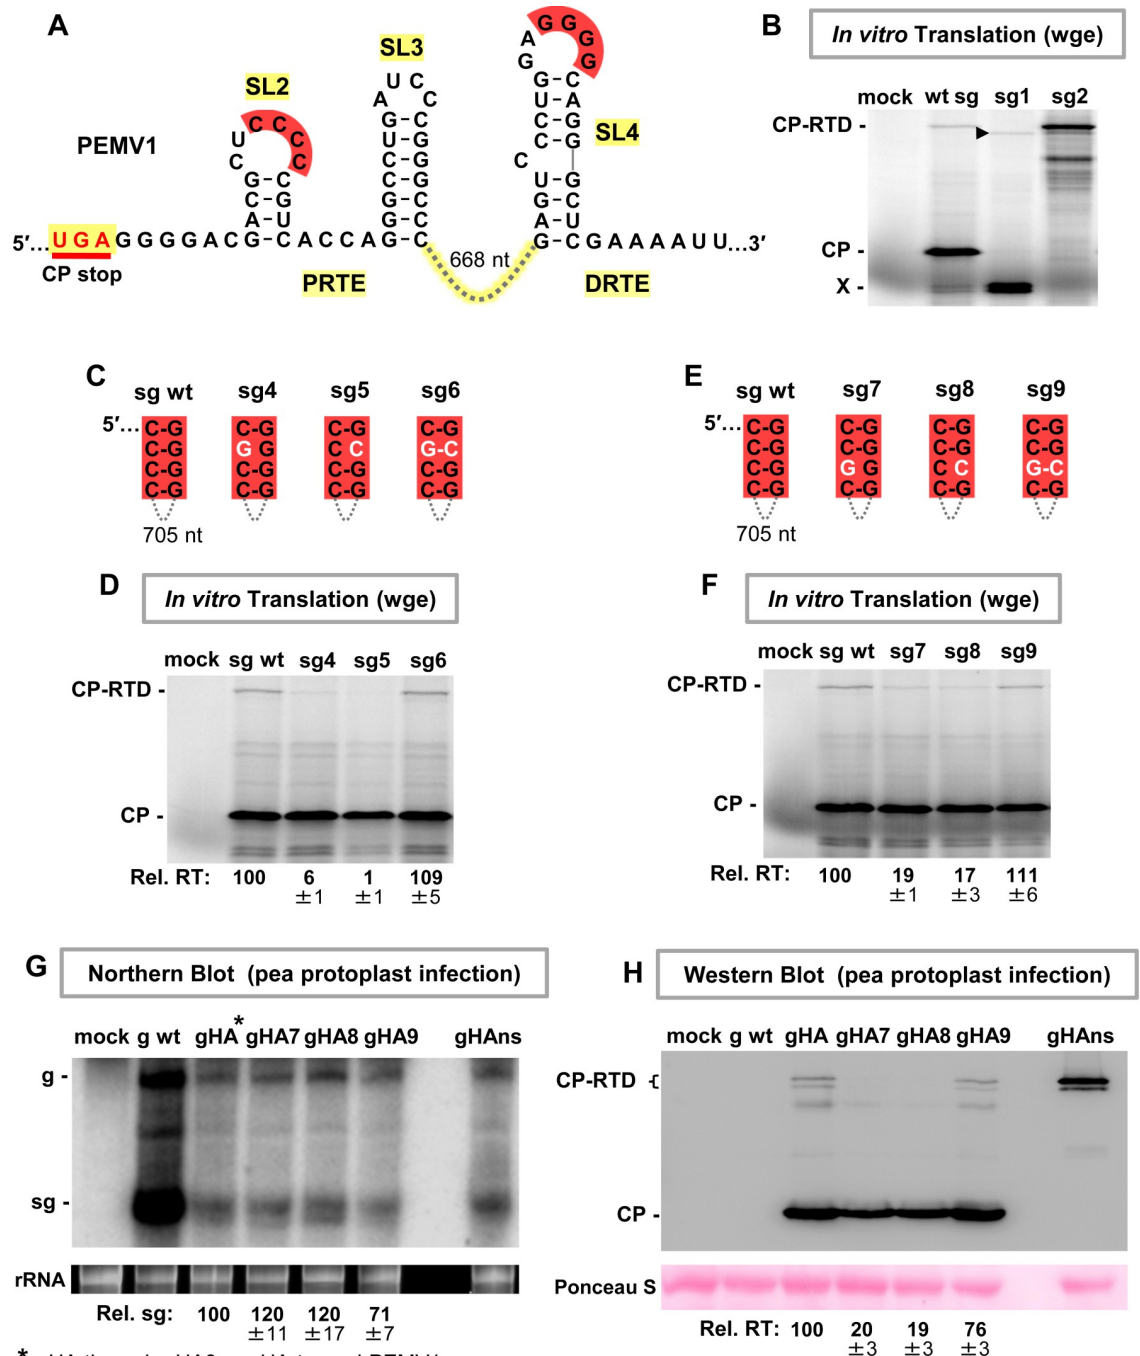 A
SL2
SL3
SL4
PEMV1
U C C C C C
C G
G-C
C-G
A-U
A U C C
G C
U-G
C-G
C-G
G-C
G-C
A G G G G
G G
G-C
U-A
C-G
C-G
C
U-G
G-C
A-U
5′...UGAGGGGACG-CACCAG-C
668 nt
G-CGAAAAUU...3′
CP stop
PRTE
DRTE
B
In vitro Translation (wge)
mock wt sg sg1 sg2
CP-RTD -
CP -
X -
C
sg wt sg4 sg5 sg6
5′...C-G C-G C-G C-G
C-G G G C C G-C
C-G C-G C-G C-G
C-G C-G C-G C-G
705 nt
D
In vitro Translation (wge)
mock sg wt sg4 sg5 sg6
CP-RTD -
CP -
Rel. RT: 100 6 1 109
±1 ±1 ±5
E
sg wt sg7 sg8 sg9
5′...C-G C-G C-G C-G
C-G C-G C-G C-G
C-G G G C C G-C
C-G C-G C-G C-G
705 nt
F
In vitro Translation (wge)
mock sg wt sg7 sg8 sg9
CP-RTD -
CP -
Rel. RT: 100 19 17 111
±1 ±3 ±6
G
Northern Blot (pea protoplast infection)
mock g wt gHA* gHA7 gHA8 gHA9 gHAns
g -
sg -
rRNA
Rel. sg: 100 120 120 71
±11 ±17 ±7
*
H
Western Blot (pea protoplast infection)
mock g wt gHA gHA7 gHA8 gHA9 gHAns
CP-RTD
CP -
Ponceau S
Rel. RT: 100 20 19 76
±3 ±3 ±3